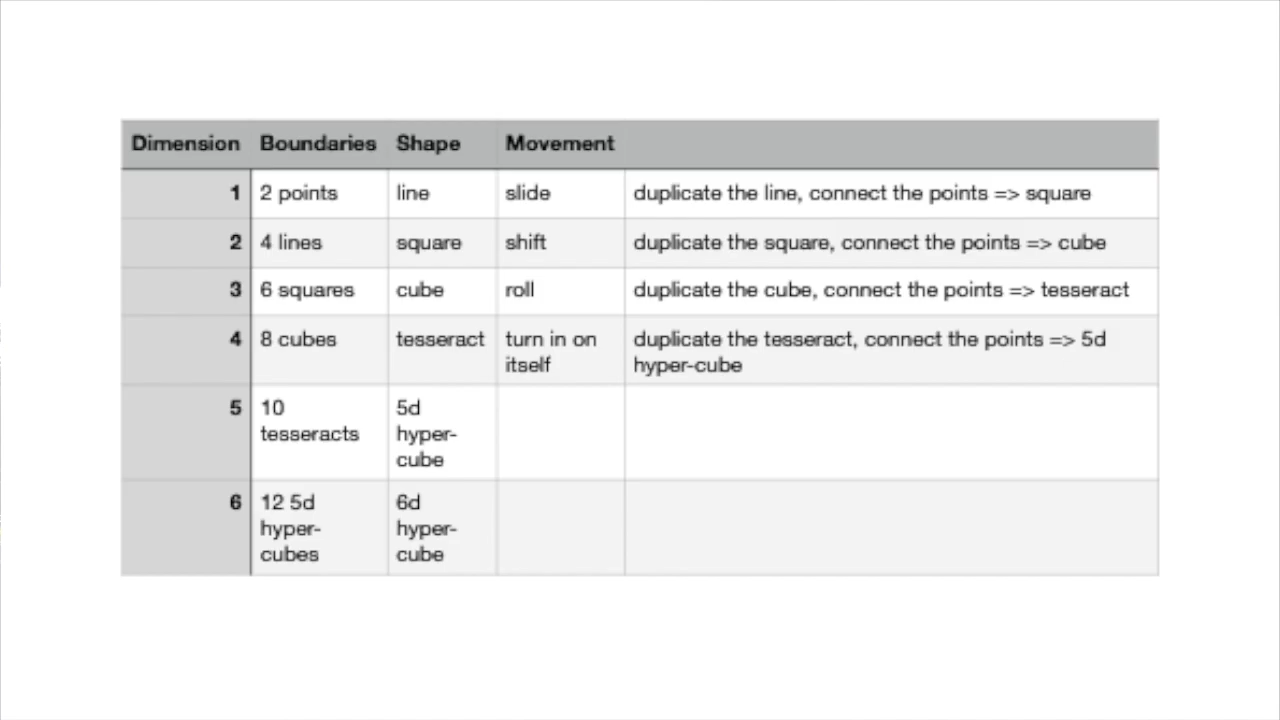 Dimension Boundaries Shape Movement
1 2 points line slide duplicate the line, connect the points => square
2 4 lines square shift duplicate the square, connect the points => cube
3 6 squares cube roll duplicate the cube, connect the points => tesseract
4 8 cubes tesseract turn in on itself duplicate the tesseract, connect the points => 5d hyper-cube
5 10 tesseracts 5d hyper-cube
6 12 5d hyper-cubes 6d hyper-cube